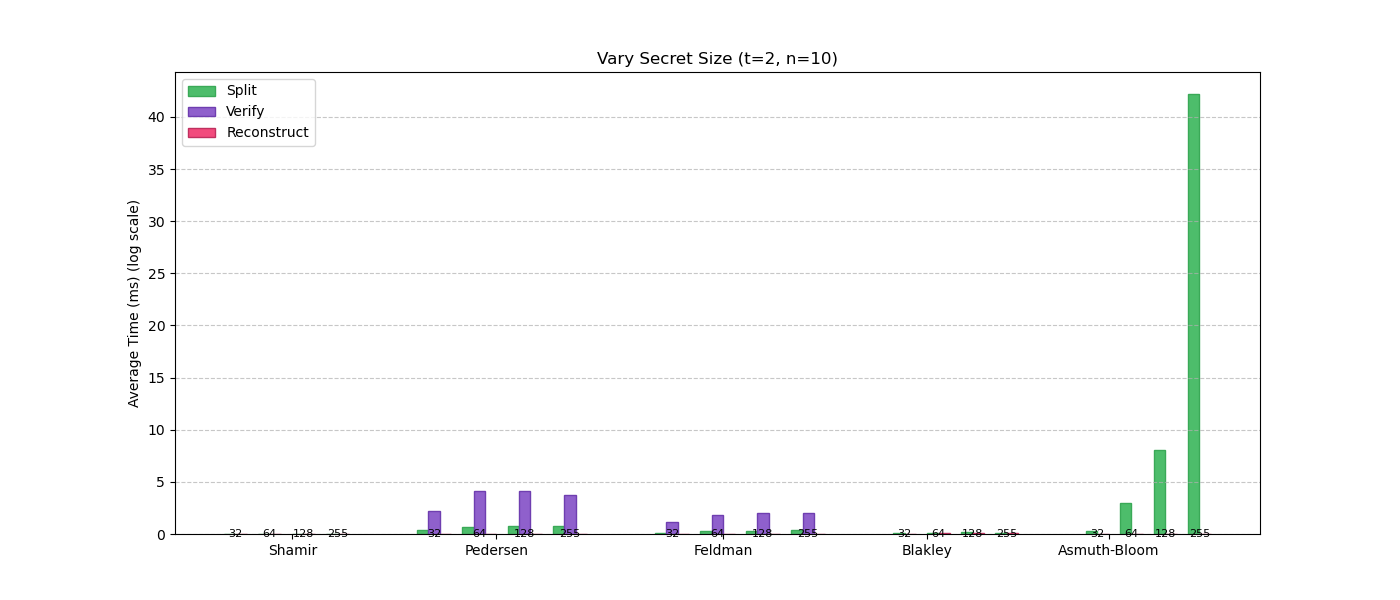 Vary Secret Size (t=2, n=10)
Split
Verify
Reconstruct
Average Time (ms) (log scale)
40
35
30
25
20
15
10
5
0
32 64 128 255 32 64 128 255 32 64 128 255 32 64 128 255 32 64 128 255
Shamir Pedersen Feldman Blakley Asmuth-Bloom